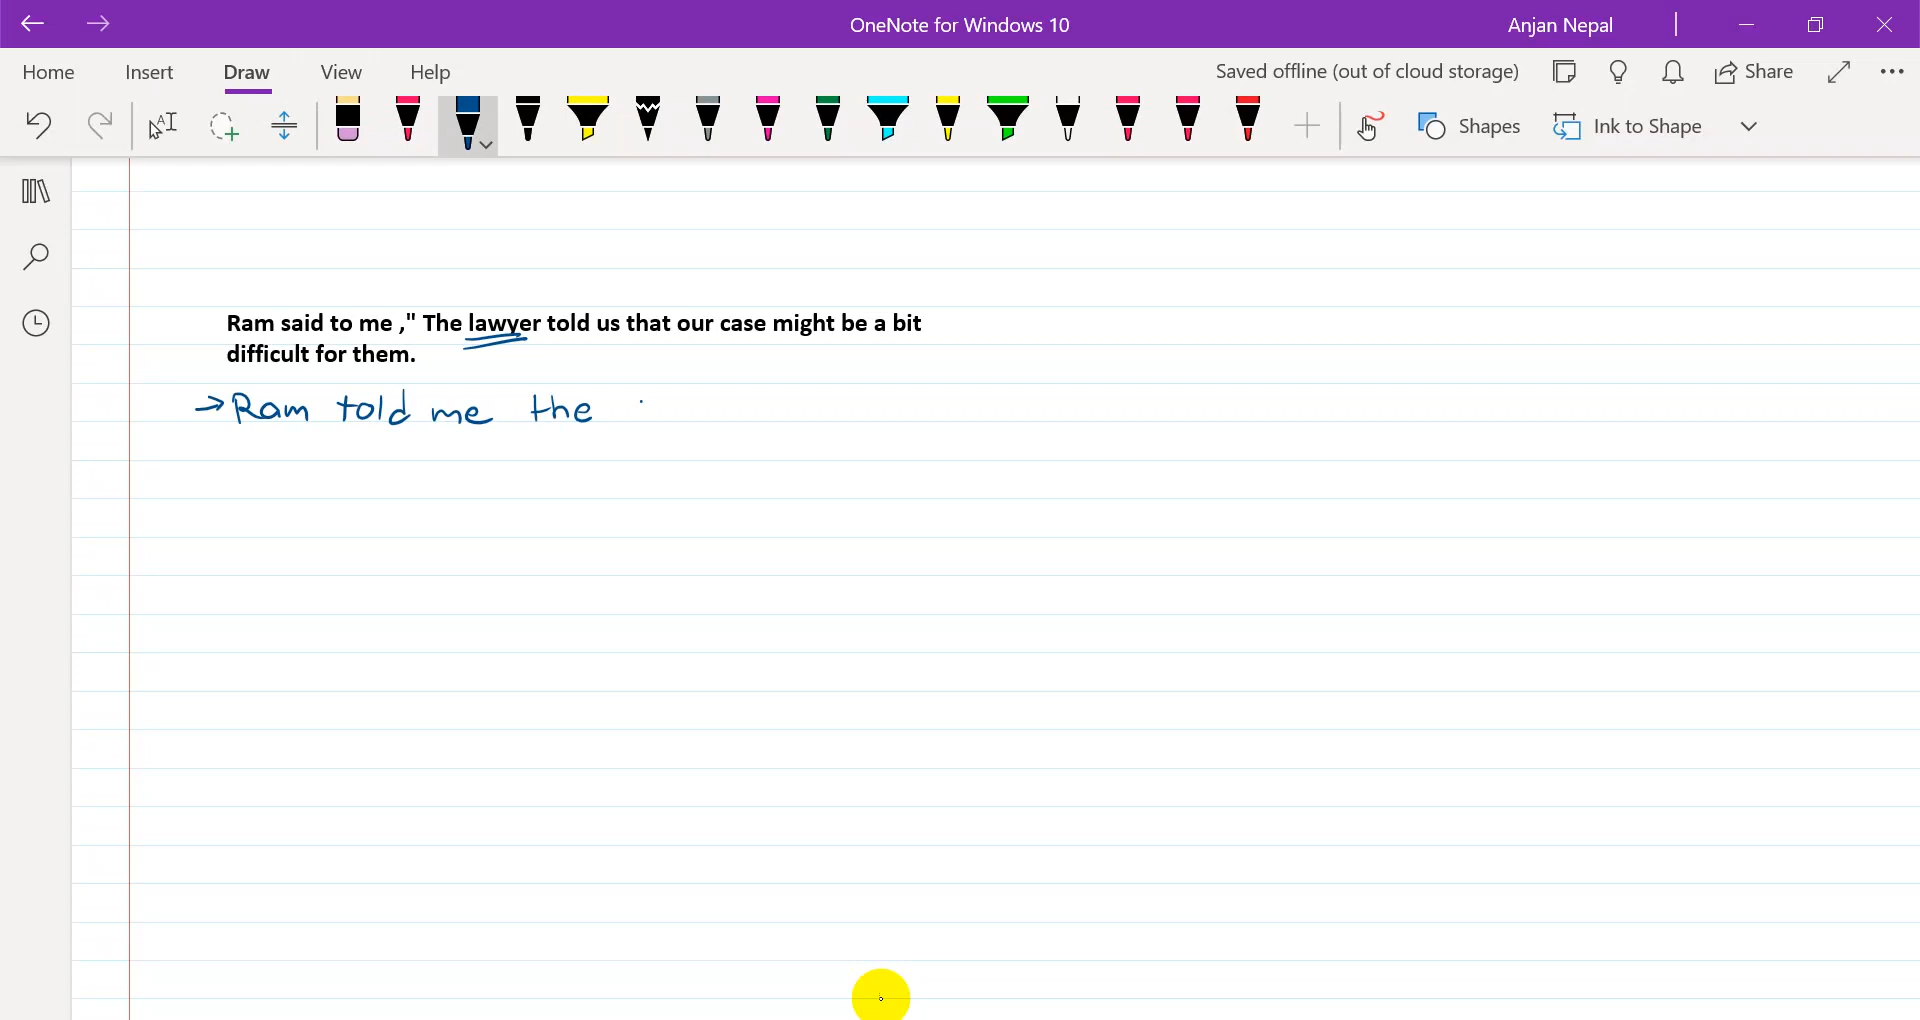 OneNote for Windows 10
Anjan Nepal
Home Insert Draw View Help
Saved offline (out of cloud storage)
Share
Shapes
Ink to Shape
Ram said to me ," The lawyer told us that our case might be a bit
difficult for them.
→Ram told me the